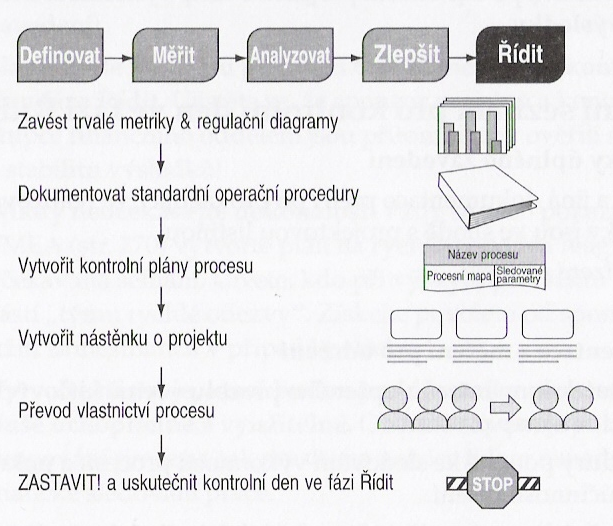 Definovat
Měřit
Analyzovat
Zlepšit
Řídit
Zavést trvalé metriky & regulační diagramy
Dokumentovat standardní operační procedury
Vytvořit kontrolní plány procesu
Název procesu
Procesní mapa
Sledované
parametry
Vytvořit nástěnku o projektu
Převod vlastnictví procesu
ZASTAVIT! a uskutečnit kontrolní den ve fázi Řídit
STOP